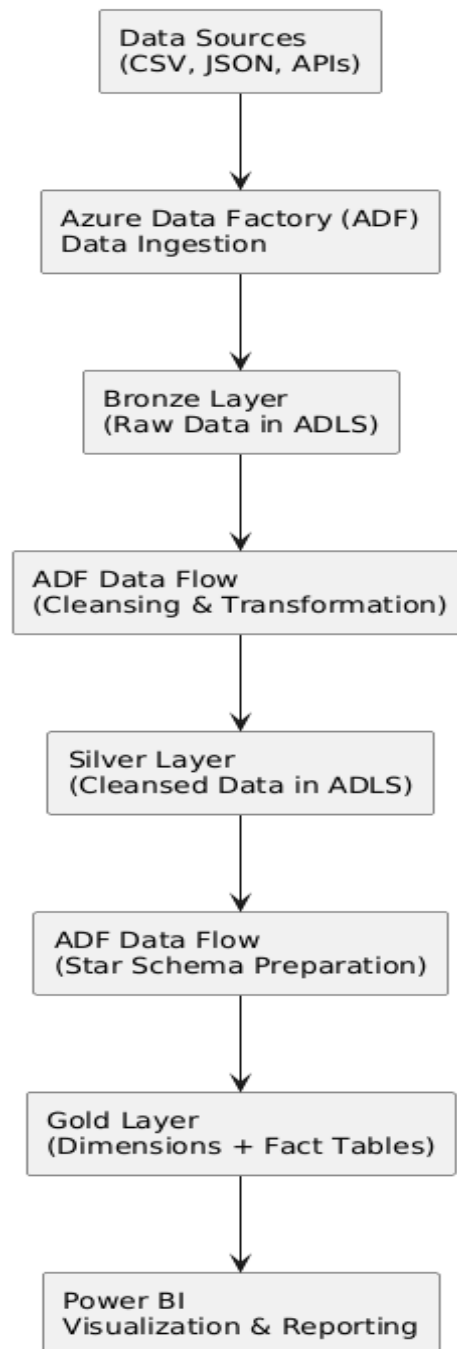 Data Sources
(CSV, JSON, APIs)
Azure Data Factory (ADF)
Data Ingestion
Bronze Layer
(Raw Data in ADLS)
ADF Data Flow
(Cleansing & Transformation)
Silver Layer
(Cleansed Data in ADLS)
ADF Data Flow
(Star Schema Preparation)
Gold Layer
(Dimensions + Fact Tables)
Power BI
Visualization & Reporting